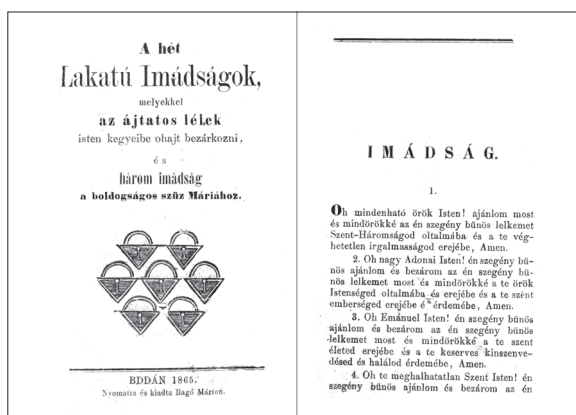 A hét
Lakatú Imádságok,
melyekkel
az ájtatos lélek
isten kegyeibe ohajt bezárkozni,
és
három imádság
a boldogságos szüz Máriához.
BDDÁN 1865.
Nyomatta és kiadta Bagó Márton.
IMÁDSÁG.
1.
Oh mindenható örök Isten! ajánlom most
és mindörökké az én szegény bűnös lelkemet
Szent-Háromságod oltalmába és a te vég-
hetetlen irgalmasságod erejébe, Amen.
2. Oh nagy Adonai Isten! én szegény bű-
nös ajánlom és bezárom az én szegény bű-
nös lelkemet most és mindörökké a te örök
Istenséged oltalmába és erejébe és a te szent
emberséged erejébe é érdemébe, Amen.
3. Oh Emánuel Isten! én szegény bűnös
ajánlom és bezárom az én szegény bűnös
lelkemet most és mindörökké a te szent
életed erejébe és a te keserves kinszenve-
désed és halálod érdemébe, Amen.
4. Oh te meghalhatatlan Szent Isten! én
szegény bűnös ajánlom és bezárom az én